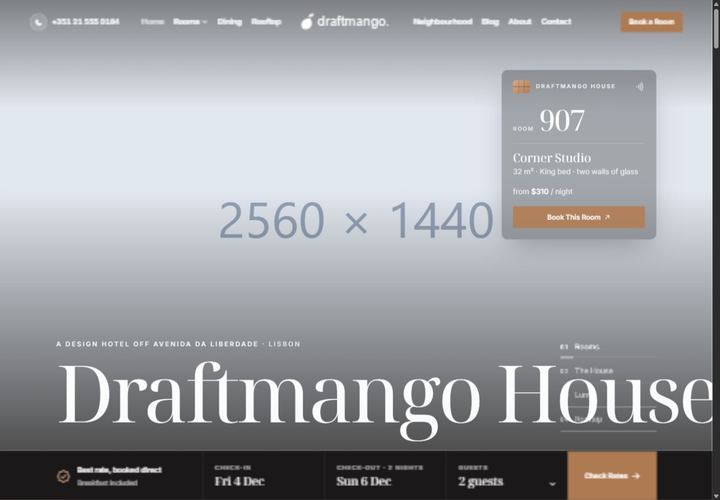 +351 21 555 0184
Home Rooms Dining Rooftop
draftmango.
Neighbourhood Blog About Contact
Book a Room
DRAFTMANGO HOUSE
ROOM 907
Corner Studio
32 m² · King bed · two walls of glass
from $310 / night
Book This Room ↗
2560 × 1440
A DESIGN HOTEL OFF AVENIDA DA LIBERDADE · LISBON
Draftmango House
01 Rooms
02 The House
Best rate, booked direct
Breakfast included
CHECK-IN
Fri 4 Dec
CHECK-OUT · 2 NIGHTS
Sun 6 Dec
GUESTS
2 guests
Check Rates →